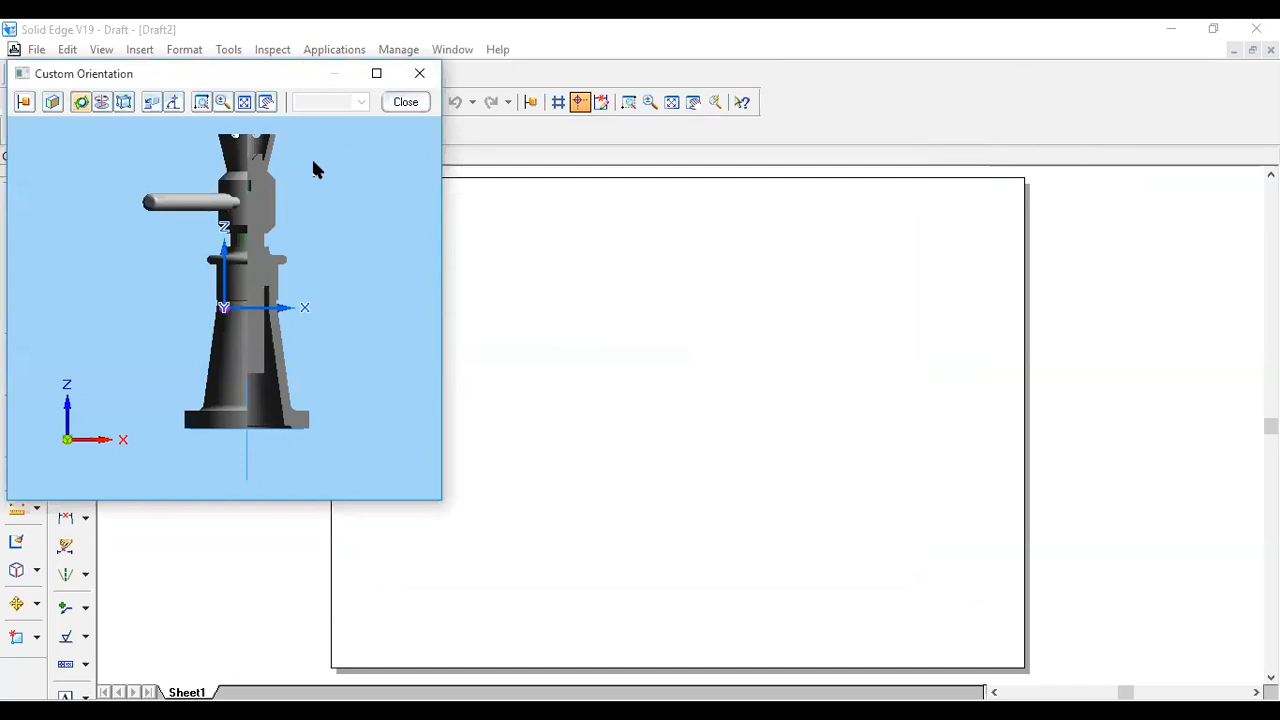 Solid Edge V19 - Draft - [Draft2]
File Edit View Insert Format Tools Inspect Applications Manage Window Help
Custom Orientation
Close
Z
Y X
Z
X
Sheet1